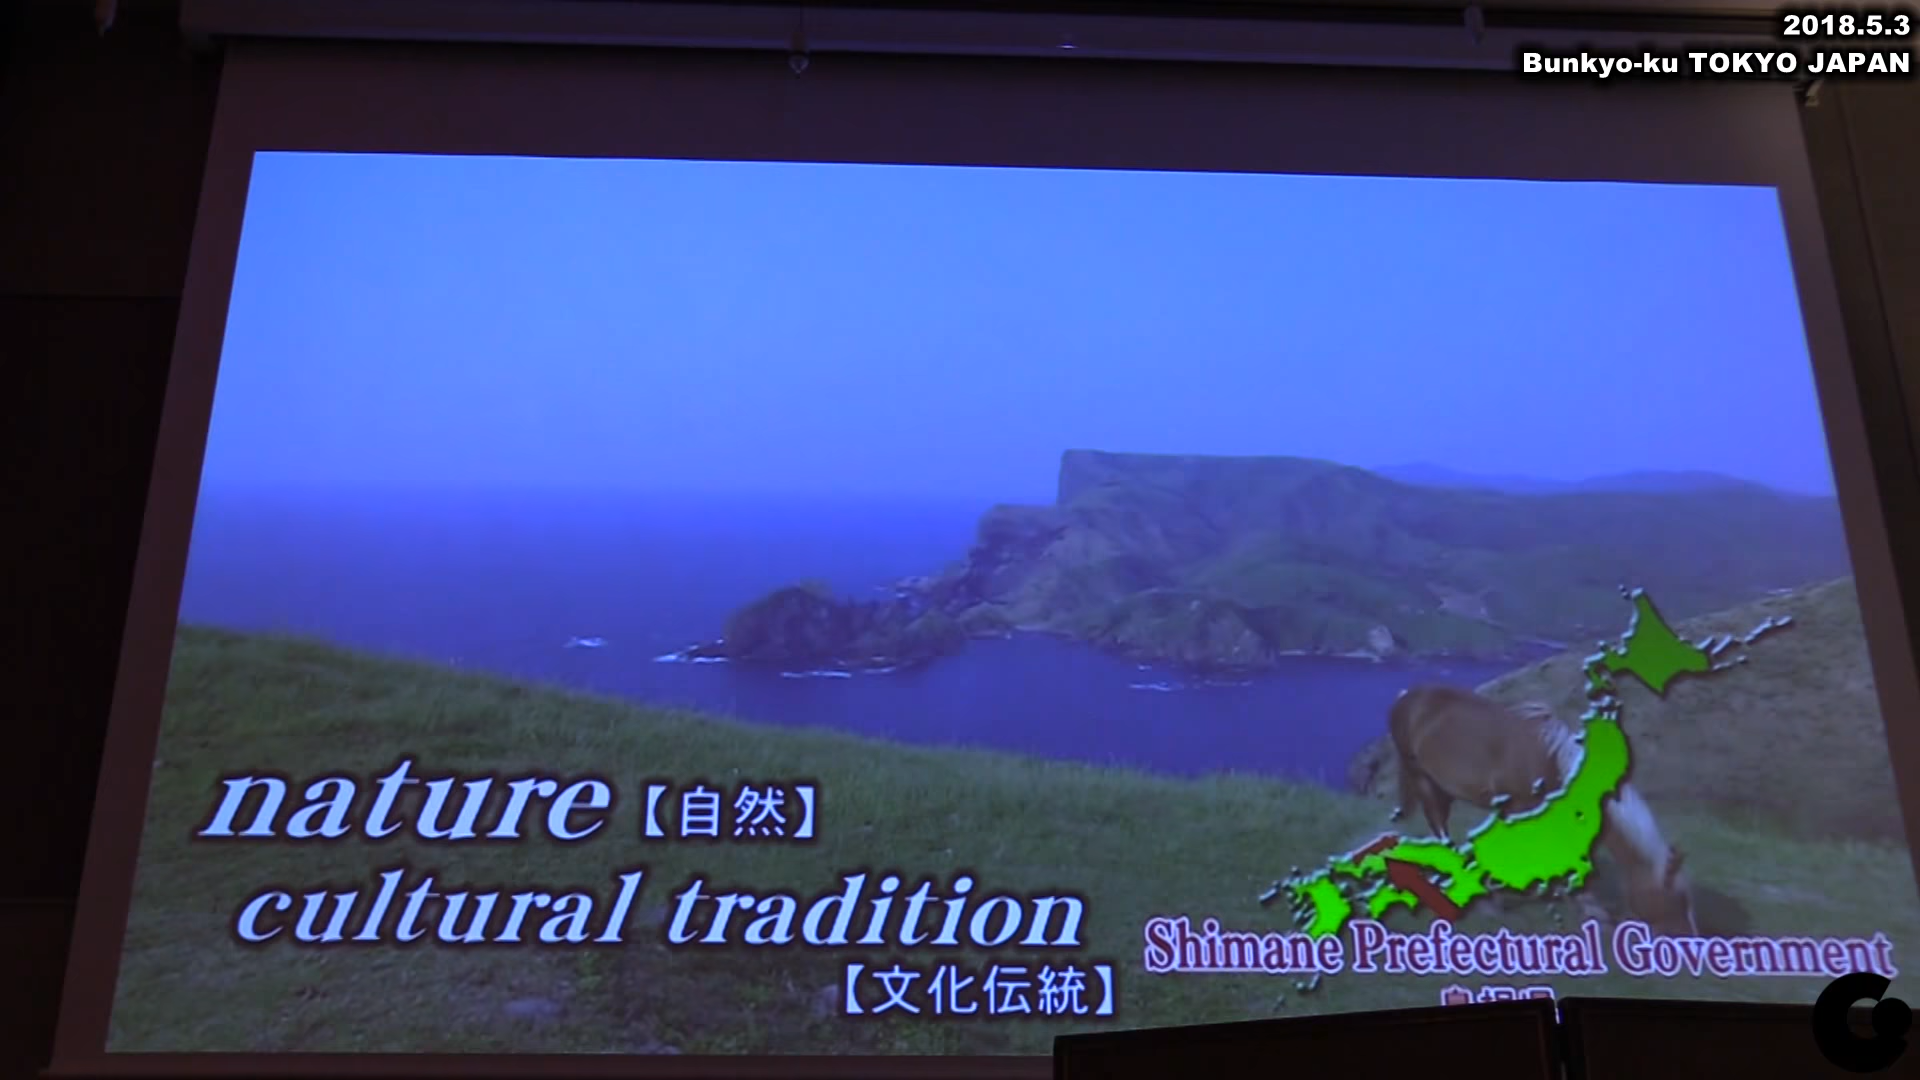 2018.5.3
Bunkyo-ku TOKYO JAPAN
nature【自然】
cultural tradition
【文化伝統】
Shimane Prefectural Government